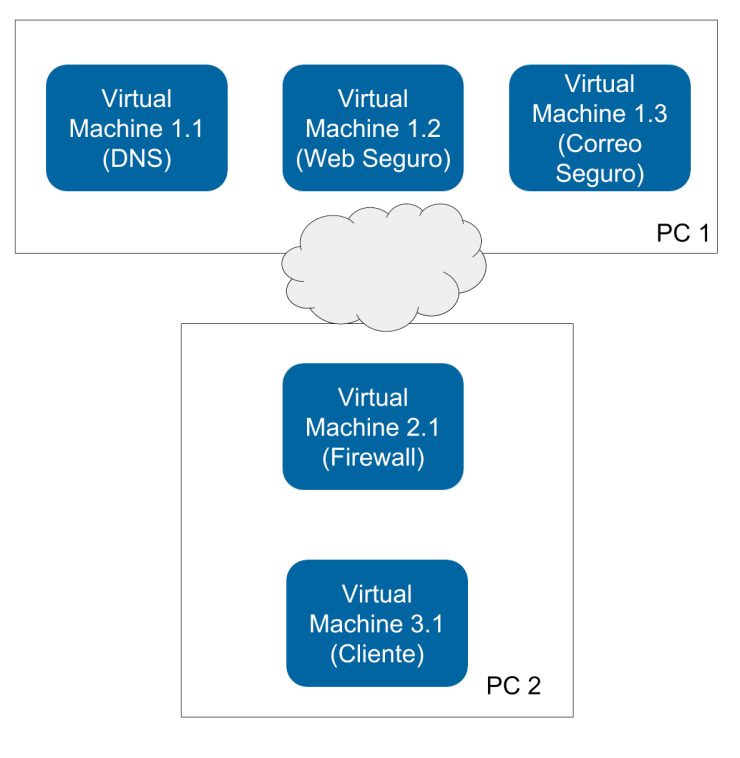 Virtual
Machine 1.1
(DNS)
Virtual
Machine 1.2
(Web Seguro)
Virtual
Machine 1.3
(Correo
Seguro)
PC 1
Virtual
Machine 2.1
(Firewall)
Virtual
Machine 3.1
(Cliente)
PC 2